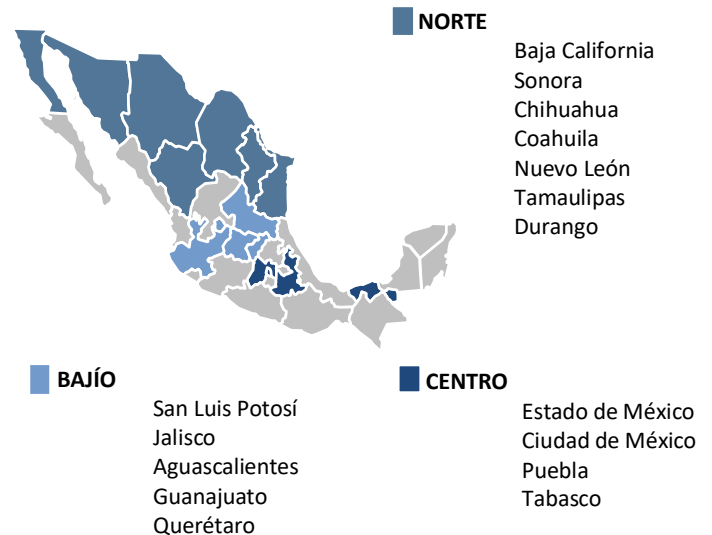 NORTE
Baja California
Sonora
Chihuahua
Coahuila
Nuevo León
Tamaulipas
Durango
BAJÍO
San Luis Potosí
Jalisco
Aguascalientes
Guanajuato
Querétaro
CENTRO
Estado de México
Ciudad de México
Puebla
Tabasco